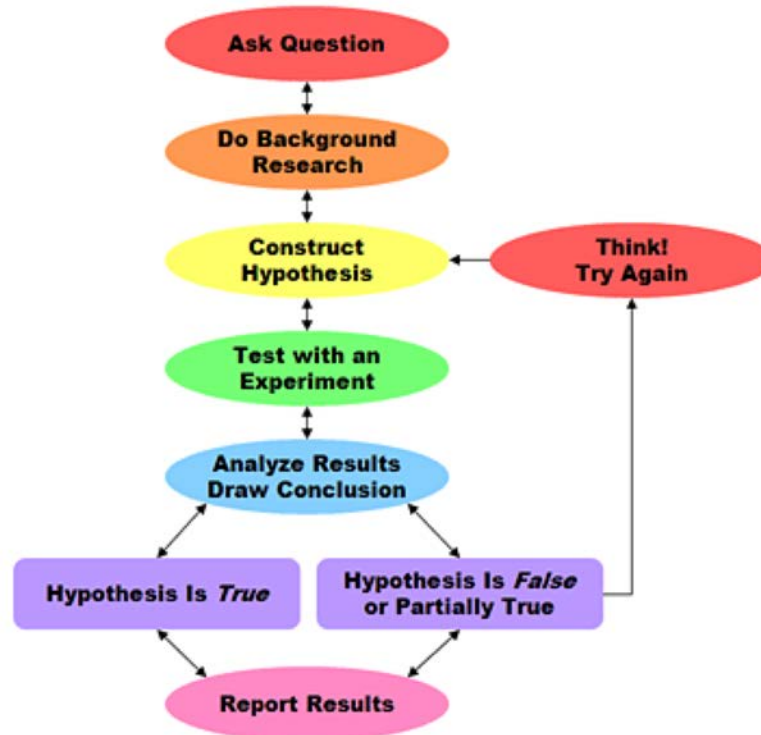 Ask Question
Do Background
Research
Construct
Hypothesis
Think!
Try Again
Test with an
Experiment
Analyze Results
Draw Conclusion
Hypothesis Is True
Hypothesis Is False
or Partially True
Report Results